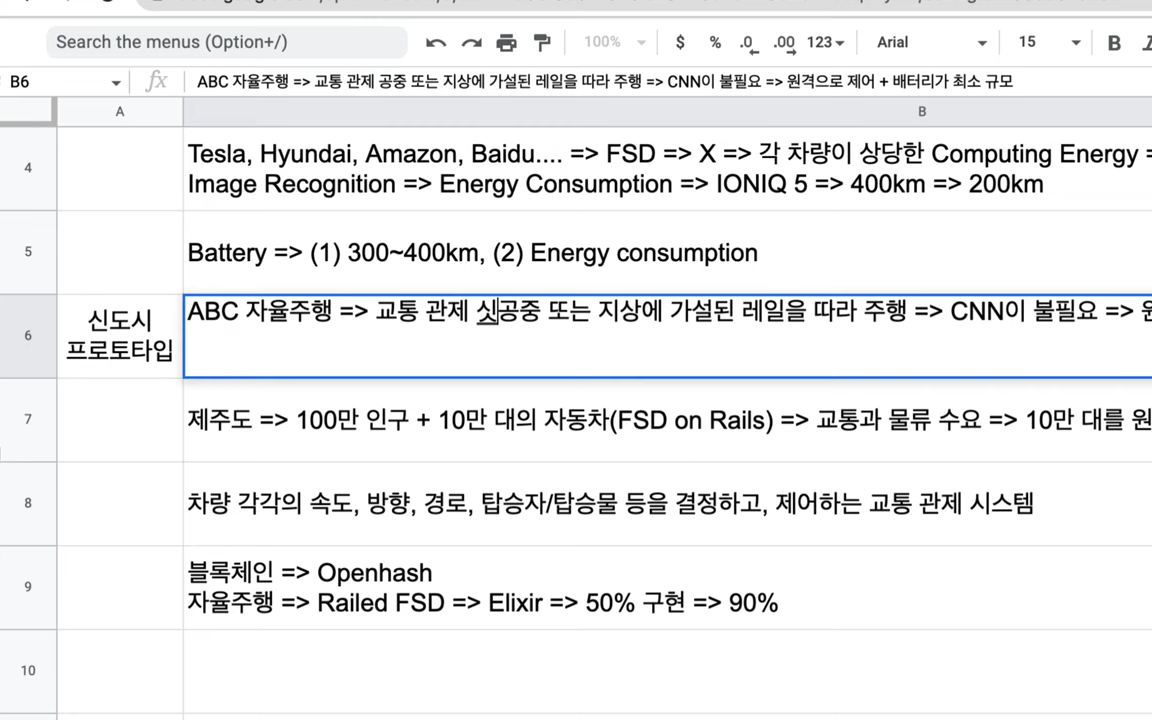 Search the menus (Option+/)
100%
$ % .0 .00 123 Arial 15 B I
B6 fx ABC 자율주행 => 교통 관제 공중 또는 지상에 가설된 레일을 따라 주행 => CNN이 불필요 => 원격으로 제어 + 배터리가 최소 규모
A B
4
Tesla, Hyundai, Amazon, Baidu.... => FSD => X => 각 차량이 상당한 Computing Energy =
Image Recognition => Energy Consumption => IONIQ 5 => 400km => 200km
5 Battery => (1) 300~400km, (2) Energy consumption
6
신도시
프로토타입
ABC 자율주행 => 교통 관제 싯공중 또는 지상에 가설된 레일을 따라 주행 => CNN이 불필요 => 원
7 제주도 => 100만 인구 + 10만 대의 자동차(FSD on Rails) => 교통과 물류 수요 => 10만 대를 원
8 차량 각각의 속도, 방향, 경로, 탑승자/탑승물 등을 결정하고, 제어하는 교통 관제 시스템
9
블록체인 => Openhash
자율주행 => Railed FSD => Elixir => 50% 구현 => 90%
10